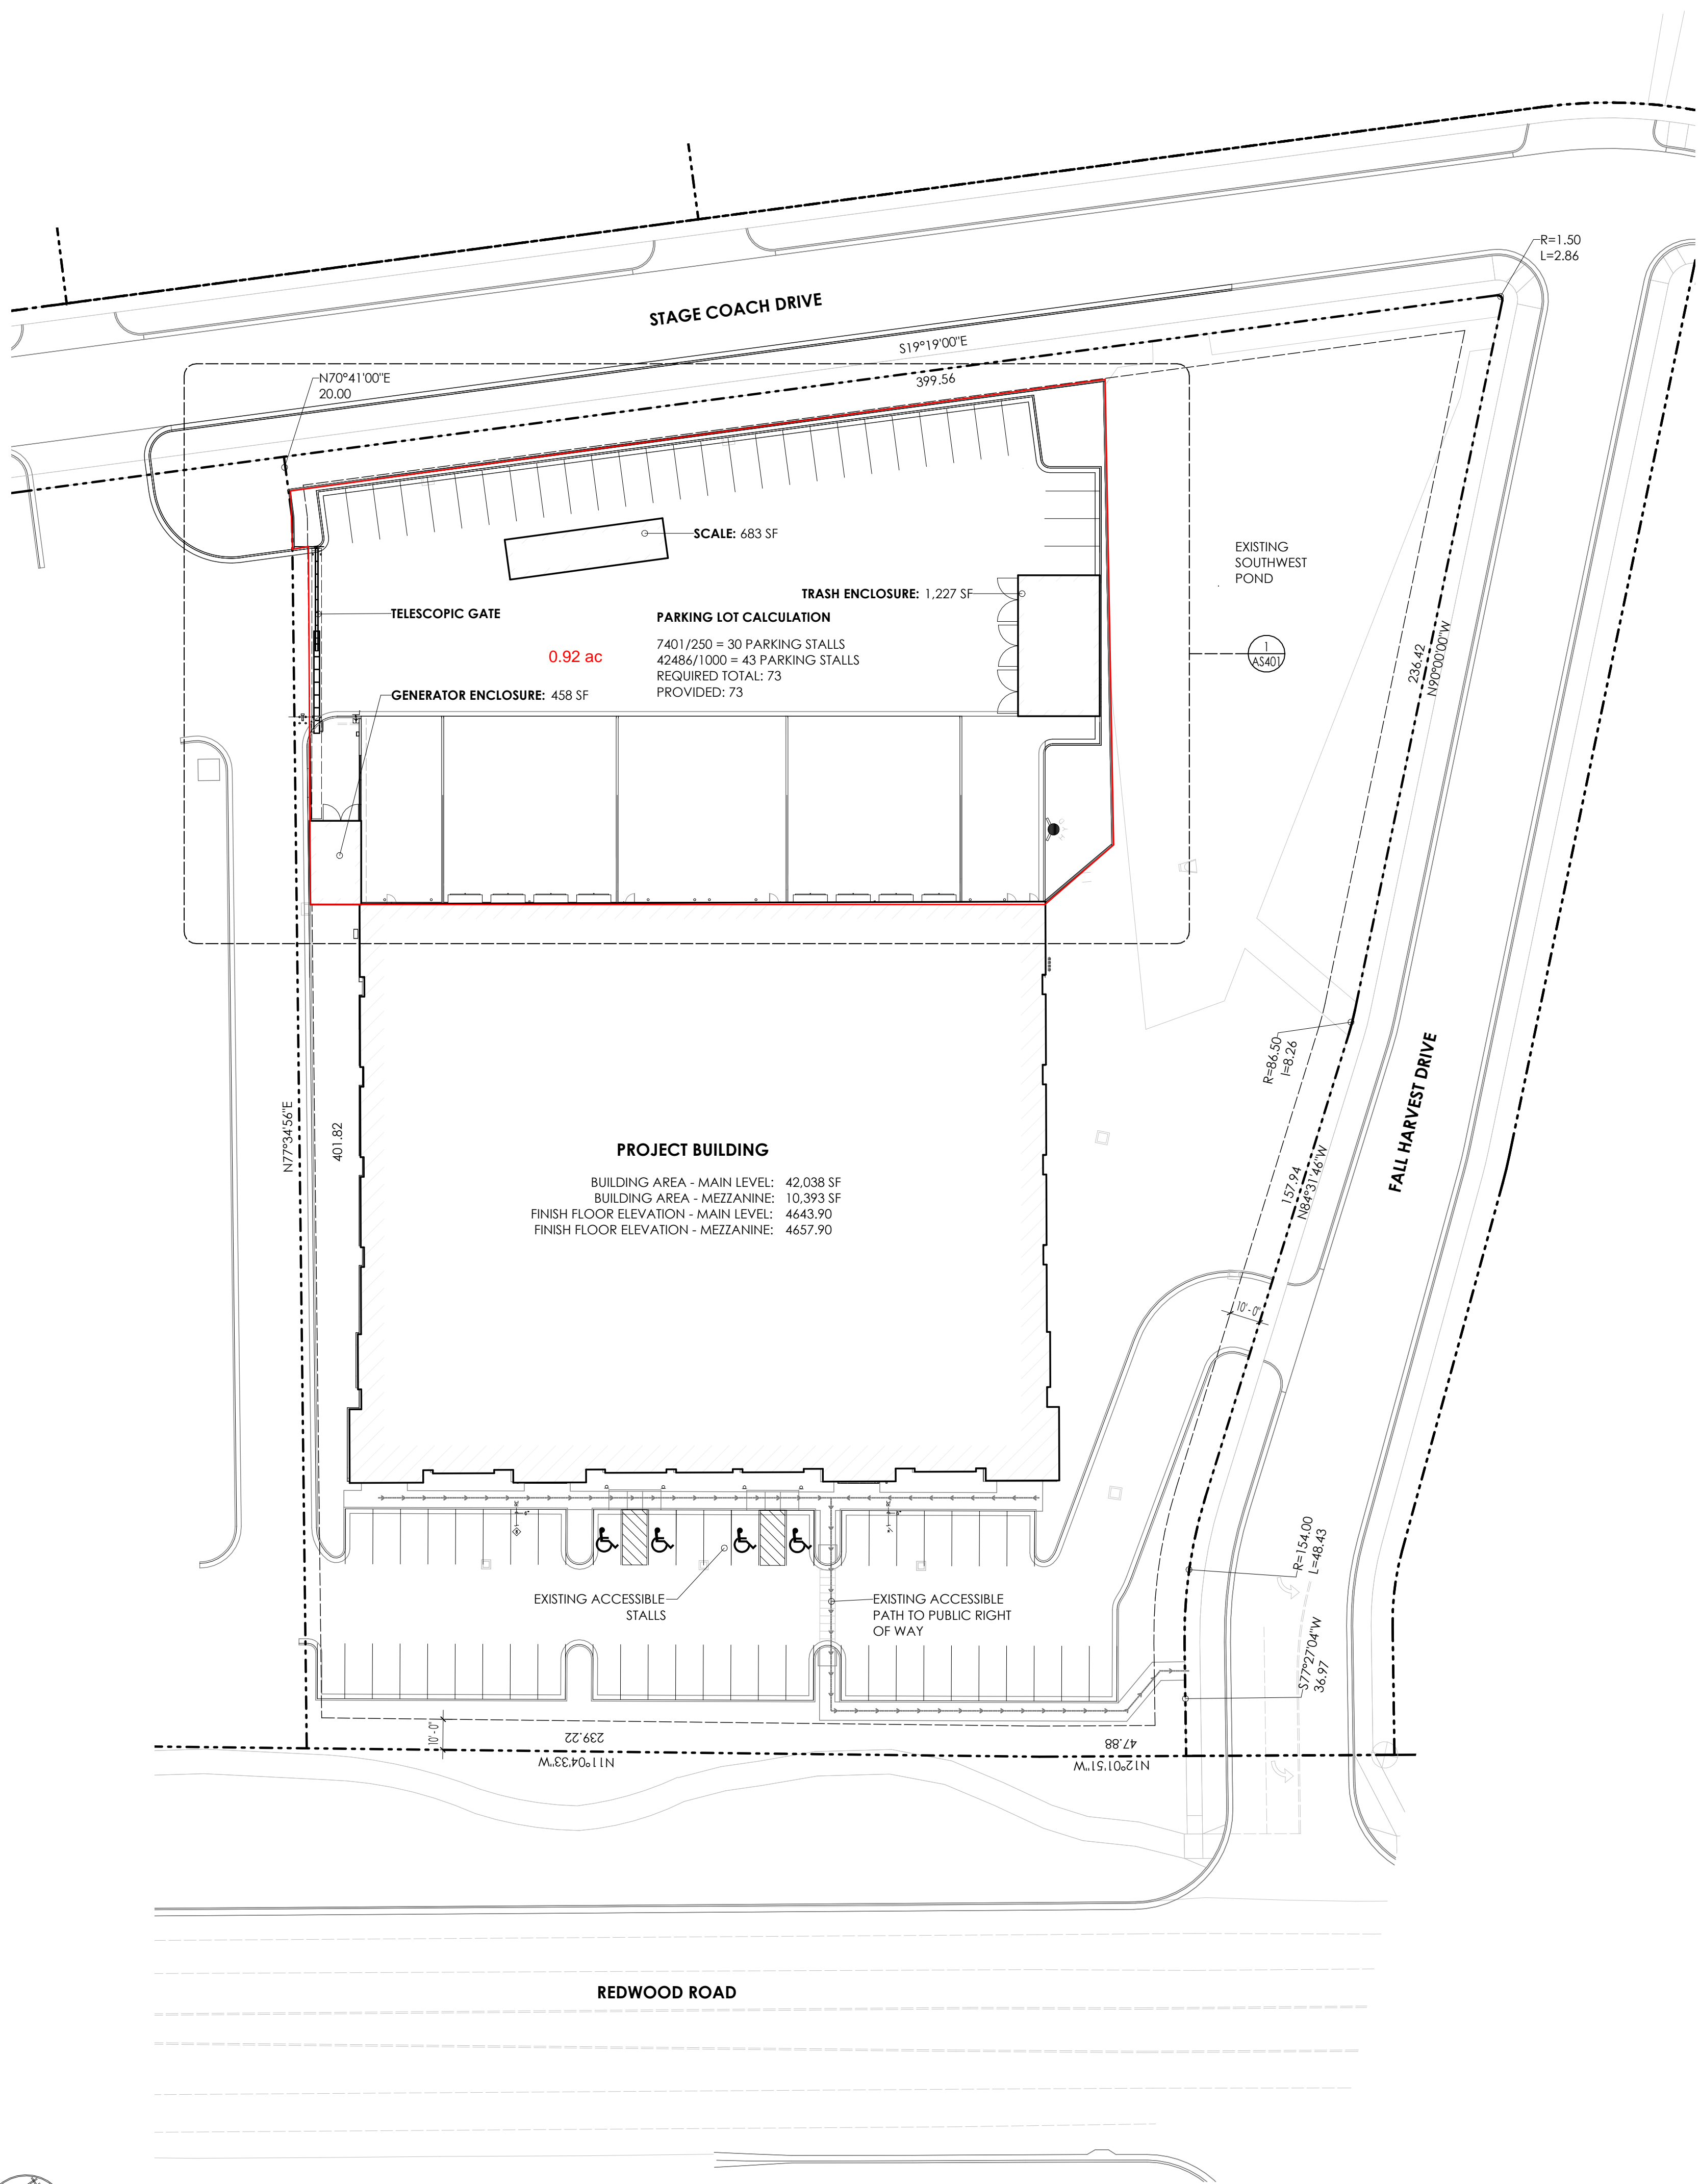 R=1.50
L=2.86
STAGE COACH DRIVE
S19°19'00"E
399.56
N70°41'00"E
20.00
SCALE: 683 SF
EXISTING
SOUTHWEST
POND
TRASH ENCLOSURE: 1,227 SF
TELESCOPIC GATE
PARKING LOT CALCULATION
7401/250 = 30 PARKING STALLS
42486/1000 = 43 PARKING STALLS
REQUIRED TOTAL: 73
PROVIDED: 73
0.92 ac
1
AS401
236.42
N90°00'00"W
GENERATOR ENCLOSURE: 458 SF
R=86.50
l=8.26
FALL HARVEST DRIVE
N77°34'56"E
401.82
PROJECT BUILDING
BUILDING AREA - MAIN LEVEL: 42,038 SF
BUILDING AREA - MEZZANINE: 10,393 SF
FINISH FLOOR ELEVATION - MAIN LEVEL: 4643.90
FINISH FLOOR ELEVATION - MEZZANINE: 4657.90
157.94
N84°31'46"W
10' - 0"
R=154.00
L=48.43
EXISTING ACCESSIBLE
STALLS
EXISTING ACCESSIBLE
PATH TO PUBLIC RIGHT
OF WAY
S77°27'04"W
36.97
10' - 0"
239.22
N11°04'33"W
47.88
N12°01'51"W
REDWOOD ROAD